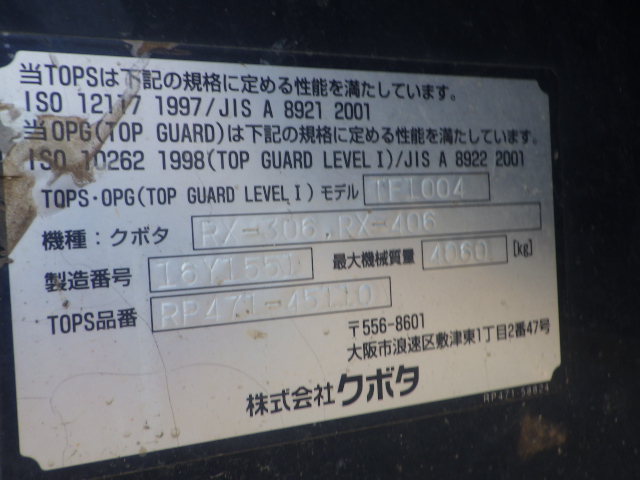 当TOPSは下記の規格に定める性能を満たしています。
ISO 12117 1997/JIS A 8921 2001
当OPG(TOP GUARD)は下記の規格に定める性能を満たしています。
ISO 10262 1998(TOP GUARD LEVELⅠ)/JIS A 8922 2001
TOPS・OPG(TOP GUARD LEVELⅠ) モデル TF1004
機種：クボタ RX-306,RX-406
製造番号 16Y1551 最大機械質量 4060 [kg]
TOPS品番 RP471-45110
〒556-8601
大阪市浪速区敷津東1丁目2番47号
株式会社クボタ